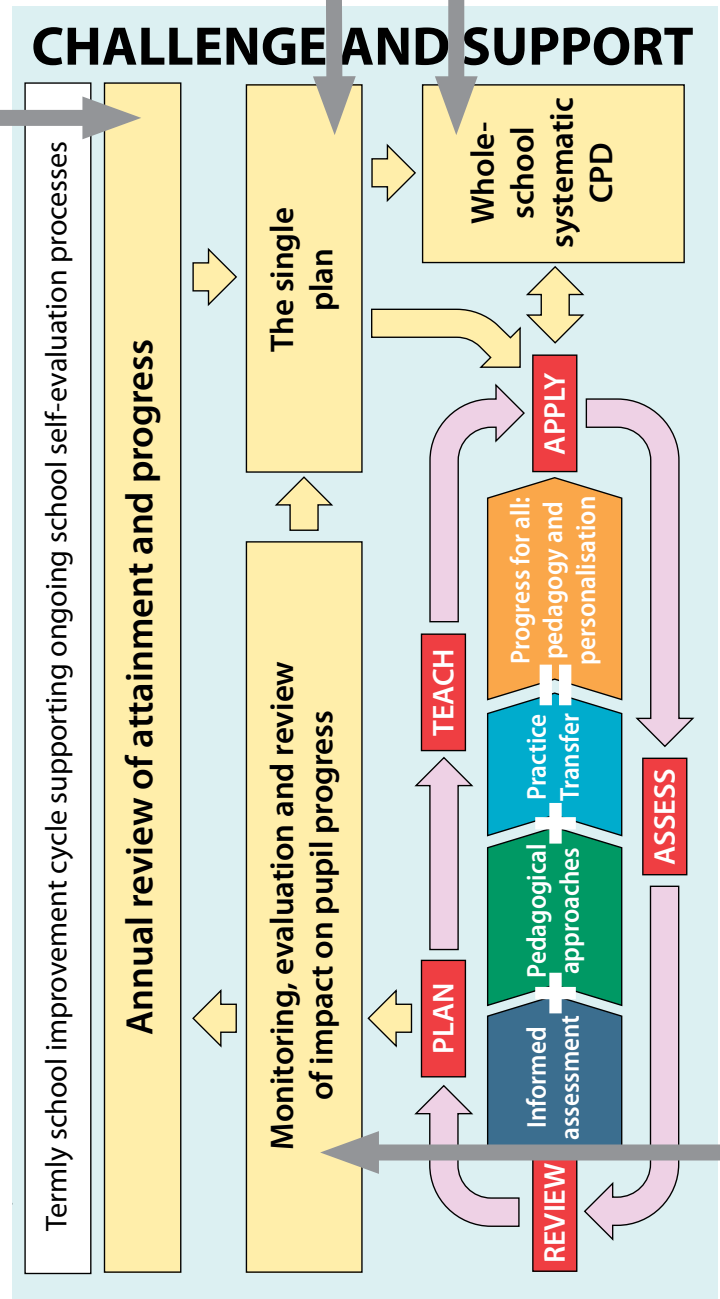 CHALLENGE AND SUPPORT
Termly school improvement cycle supporting ongoing school self-evaluation processes
Annual review of attainment and progress
Monitoring, evaluation and review
of impact on pupil progress
The single
plan
Whole-
school
systematic
CPD
PLAN
TEACH
APPLY
ASSESS
REVIEW
Informed
assessment
+
Pedagogical
approaches
+
Practice
Transfer
=
Progress for all:
pedagogy and
personalisation